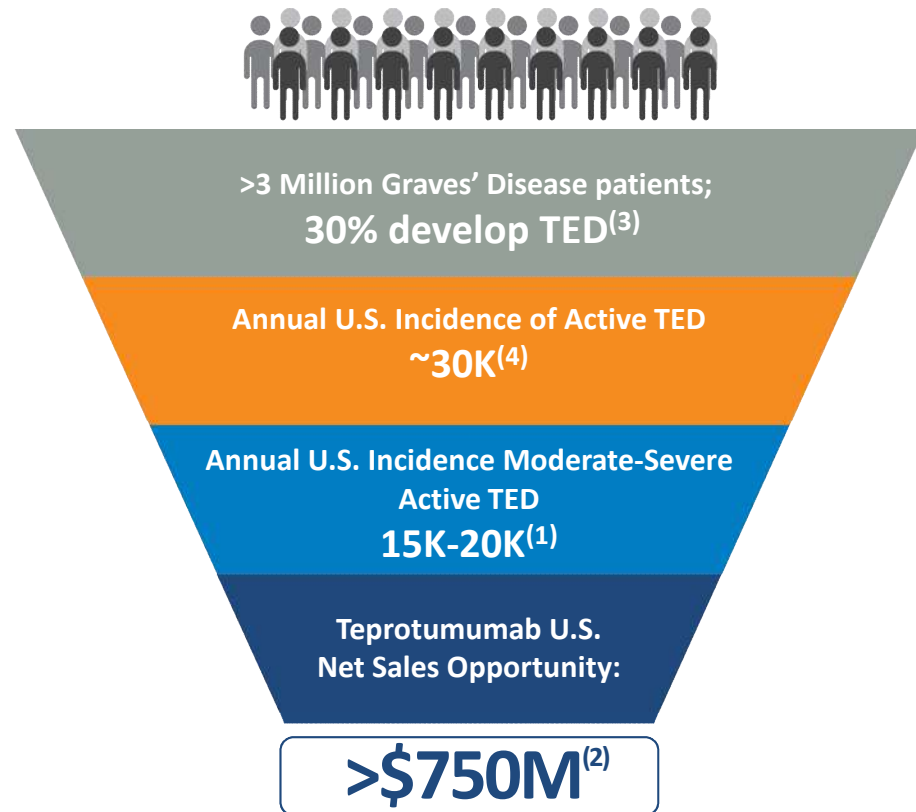 >3 Million Graves’ Disease patients;
30% develop TED(3)
Annual U.S. Incidence of Active TED
~30K(4)
Annual U.S. Incidence Moderate-Severe
Active TED
15K-20K(1)
Teprotumumab U.S.
Net Sales Opportunity:
>$750M(2)